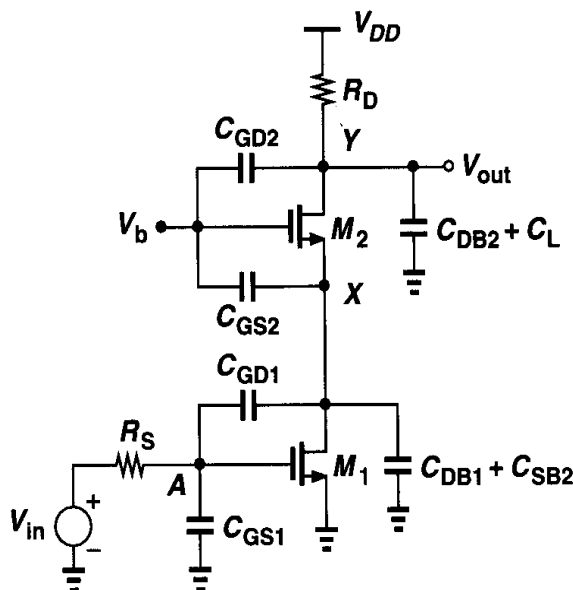 V_DD
R_D
C_GD2
Y
V_out
V_b
M_2
C_DB2 + C_L
C_GS2
X
C_GD1
R_S
A
M_1
C_DB1 + C_SB2
V_in
+
−
C_GS1